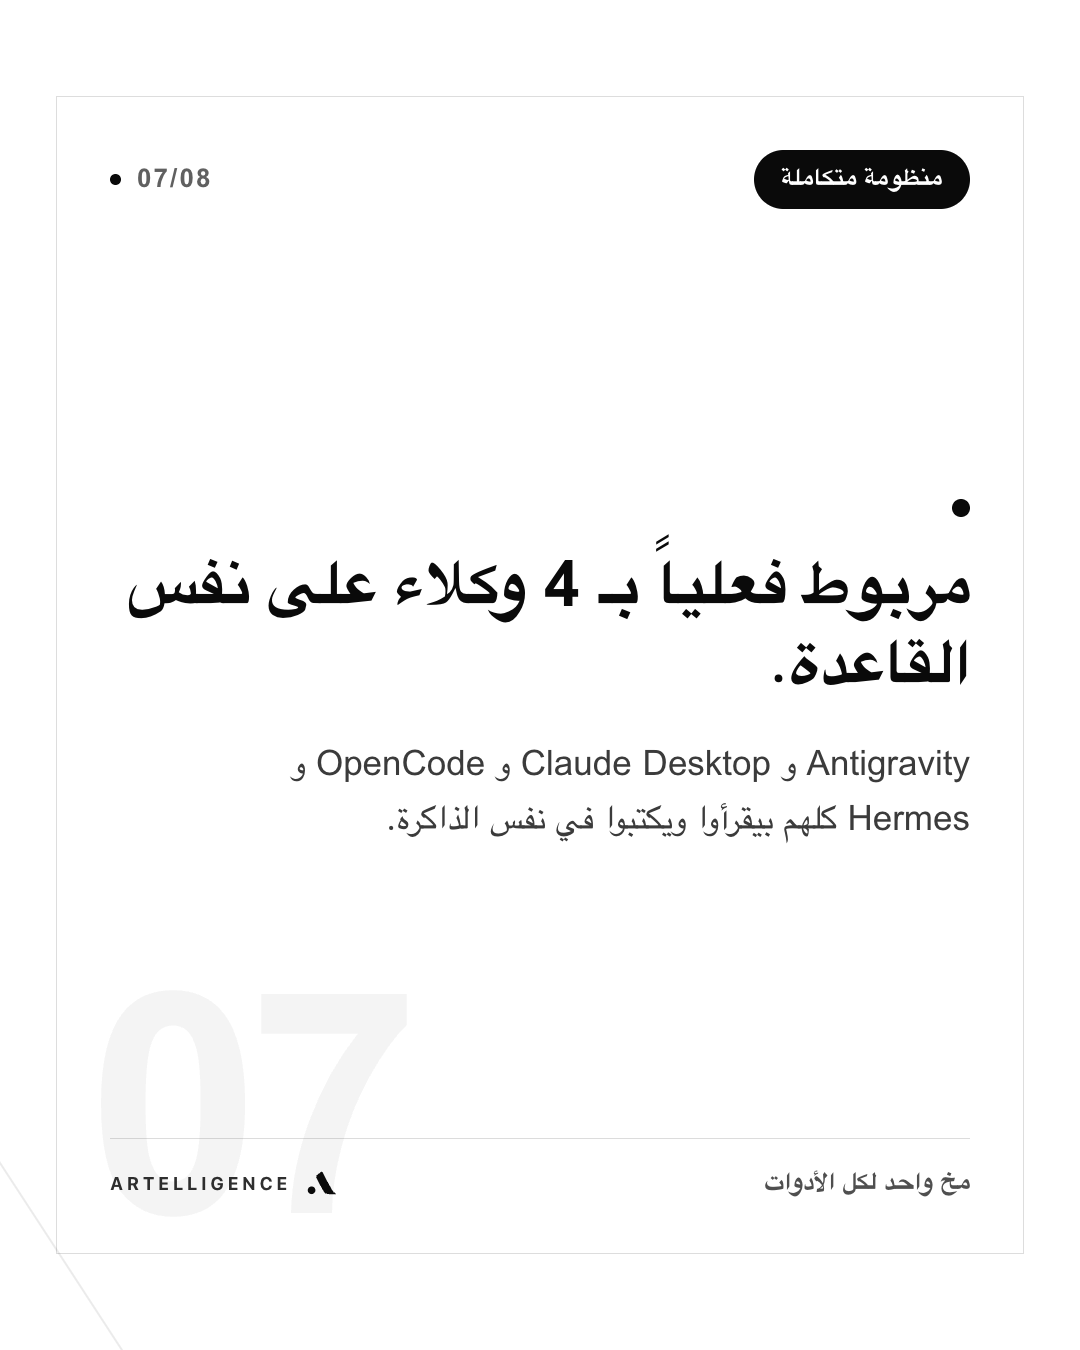 منظومة متكاملة
07/08
مربوط فعلياً بـ 4 وكلاء على نفس
القاعدة.
Antigravity و Claude Desktop و OpenCode و
Hermes كلهم بيقرأوا ويكتبوا في نفس الذاكرة.
07
مخ واحد لكل الأدوات
ARTELLIGENCE